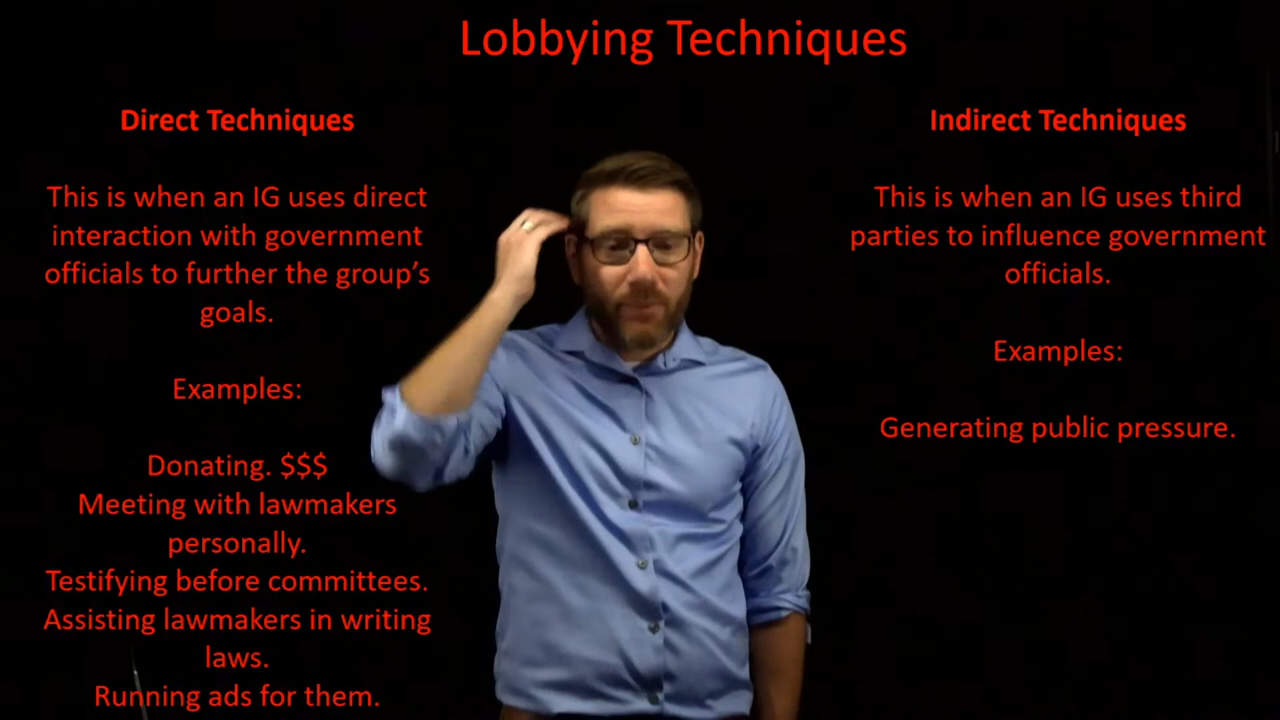 Lobbying Techniques
Direct Techniques
This is when an IG uses direct
interaction with government
officials to further the group’s
goals.
Examples:
Donating. $$$
Meeting with lawmakers
personally.
Testifying before committees.
Assisting lawmakers in writing
laws.
Running ads for them.
Indirect Techniques
This is when an IG uses third
parties to influence government
officials.
Examples:
Generating public pressure.